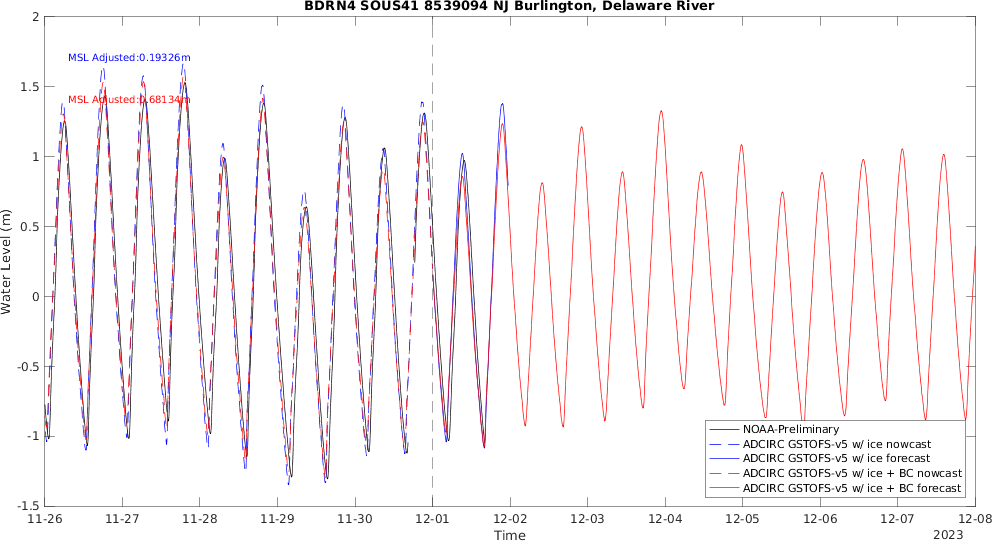 BDRN4 SOUS41 8539094 NJ Burlington, Delaware River
2
1.5
1
0.5
0
-0.5
-1
-1.5
Water Level (m)
MSL Adjusted:0.19326m
MSL Adjusted:0.68134m
NOAA-Preliminary
ADCIRC GSTOFS-v5 w/ ice nowcast
ADCIRC GSTOFS-v5 w/ ice forecast
ADCIRC GSTOFS-v5 w/ ice + BC nowcast
ADCIRC GSTOFS-v5 w/ ice + BC forecast
11-26 11-27 11-28 11-29 11-30 12-01 12-02 12-03 12-04 12-05 12-06 12-07 12-08
Time
2023